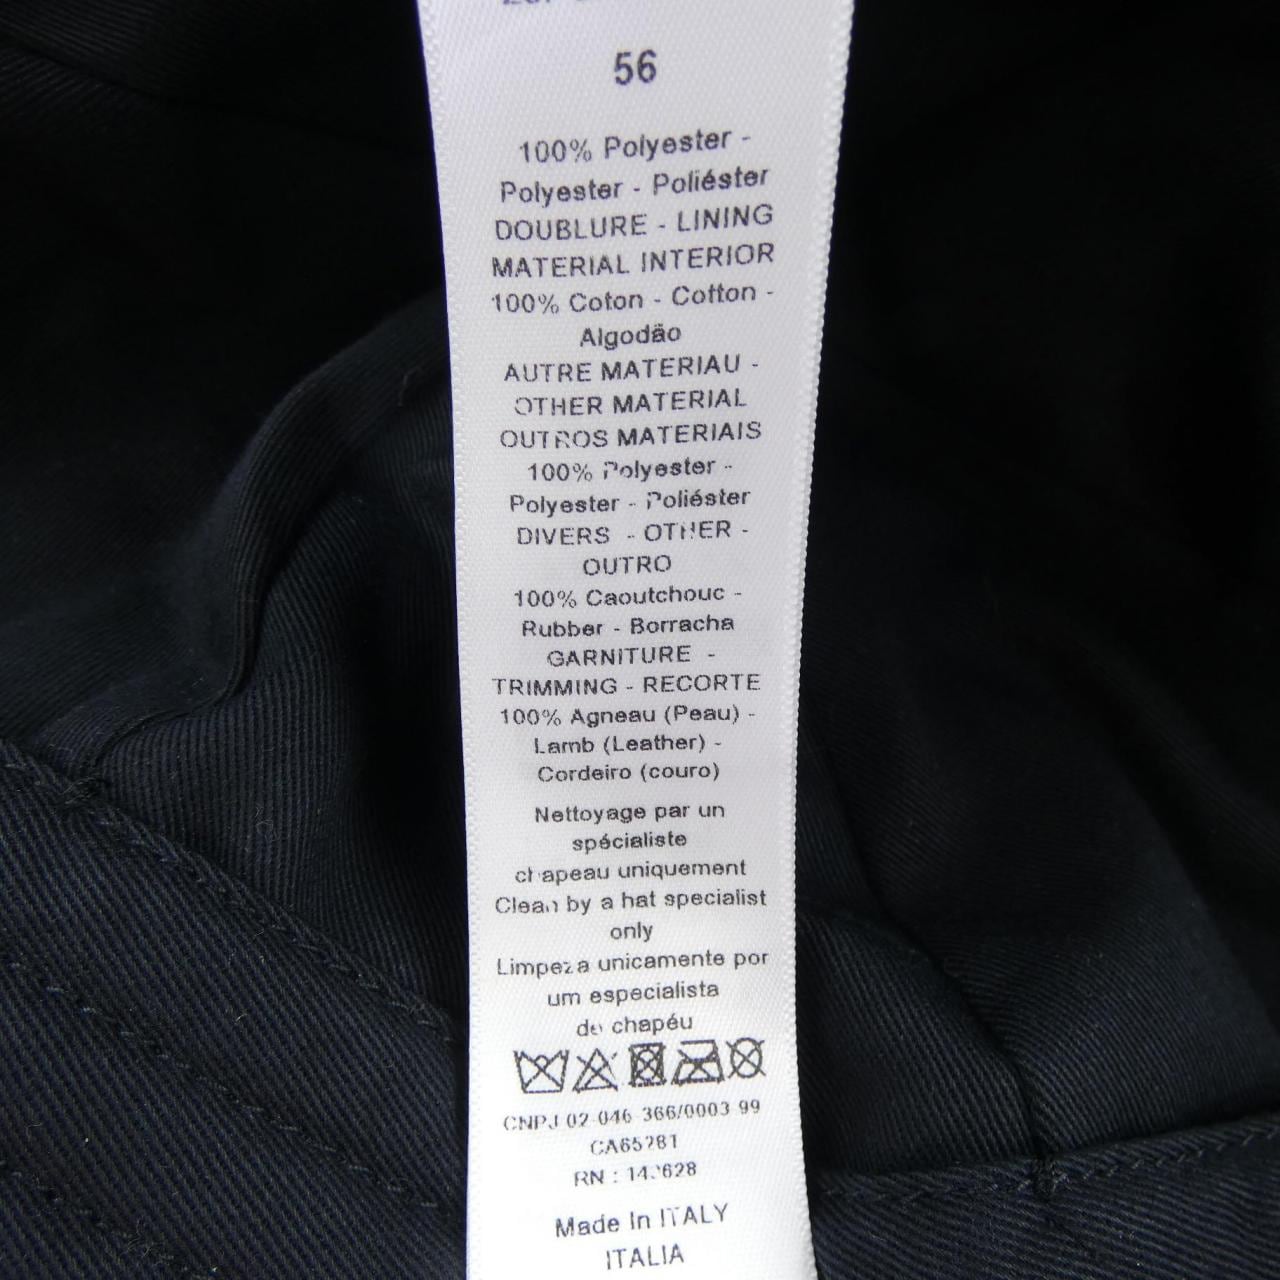 56
100% Polyester -
Polyester - Poliéster
DOUBLURE - LINING
MATERIAL INTERIOR
100% Coton - Cotton -
Algodão
AUTRE MATERIAU -
OTHER MATERIAL
OUTROS MATERIAIS
100% Polyester -
Polyester - Poliéster
DIVERS - OTHER -
OUTRO
100% Caoutchouc -
Rubber - Borracha
GARNITURE -
TRIMMING - RECORTE
100% Agneau (Peau) -
Lamb (Leather) -
Cordeiro (couro)
Nettoyage par un
spécialiste
chapeau uniquement
Clean by a hat specialist
only
Limpeza unicamente por
um especialista
de chapéu
CNPJ 02 046 366/0003 99
RN :
Made In ITALY
ITALIA